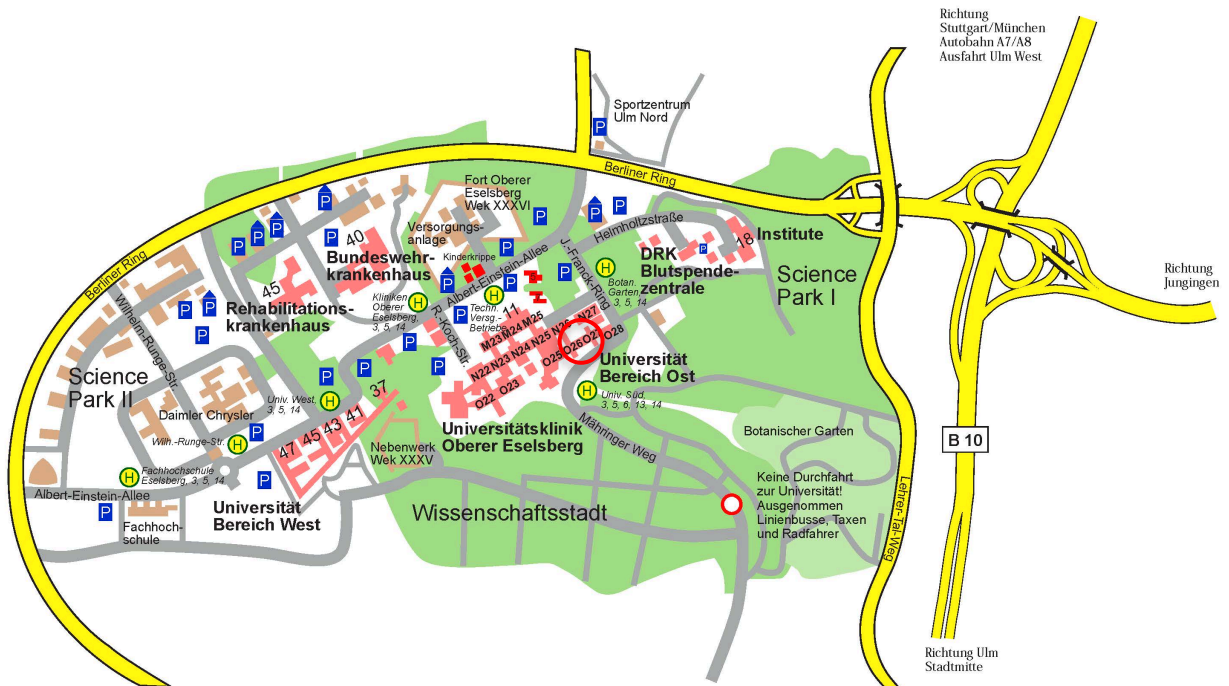 Richtung
Stuttgart/München
Autobahn A7/A8
Ausfahrt Ulm West
Sportzentrum
Ulm Nord
P
Berliner Ring
Fort Oberer
Eselsberg
Wek XXXVI
Versorgungs-
anlage
Kinderkrippe
40
Bundeswehr-
krankenhaus
45
Rehabilitations-
krankenhaus
Helmholtzstraße
J.-Franck-Ring
Albert-Einstein-Allee
18
Institute
DRK
Blutspende-
zentrale
Science
Park I
Richtung
Jungingen
Berliner Ring
Wilhelm-Runge-Str.
H
Kliniken
Oberer
Eselsberg,
3, 5, 14
H
Techn.
Versg.-
Betriebe
H
Botan.
Garten
3, 5, 14
R.-Koch-Str.
11
M23 M24 M25
N22 N23 N24 N25 N26 N27
O22 O23
O25 O26 O27 O28
Universität
Bereich Ost
H
Univ. Süd,
3, 5, 6, 13, 14
Science
Park II
Daimler Chrysler
Univ. West,
3, 5, 14
H
Wilh.-Runge-Str.
H
37
47 45 43 41
Universitätsklinik
Oberer Eselsberg
Nebenwerk
Wek XXXV
Mähringer Weg
Botanischer Garten
B 10
H
Fachhochschule
Eselsberg, 3, 5, 14
Albert-Einstein-Allee
Fachhoch-
schule
Universität
Bereich West
Wissenschaftsstadt
Keine Durchfahrt
zur Universität!
Ausgenommen
Linienbusse, Taxen
und Radfahrer
Lehrer-Tal-Weg
Richtung Ulm
Stadtmitte